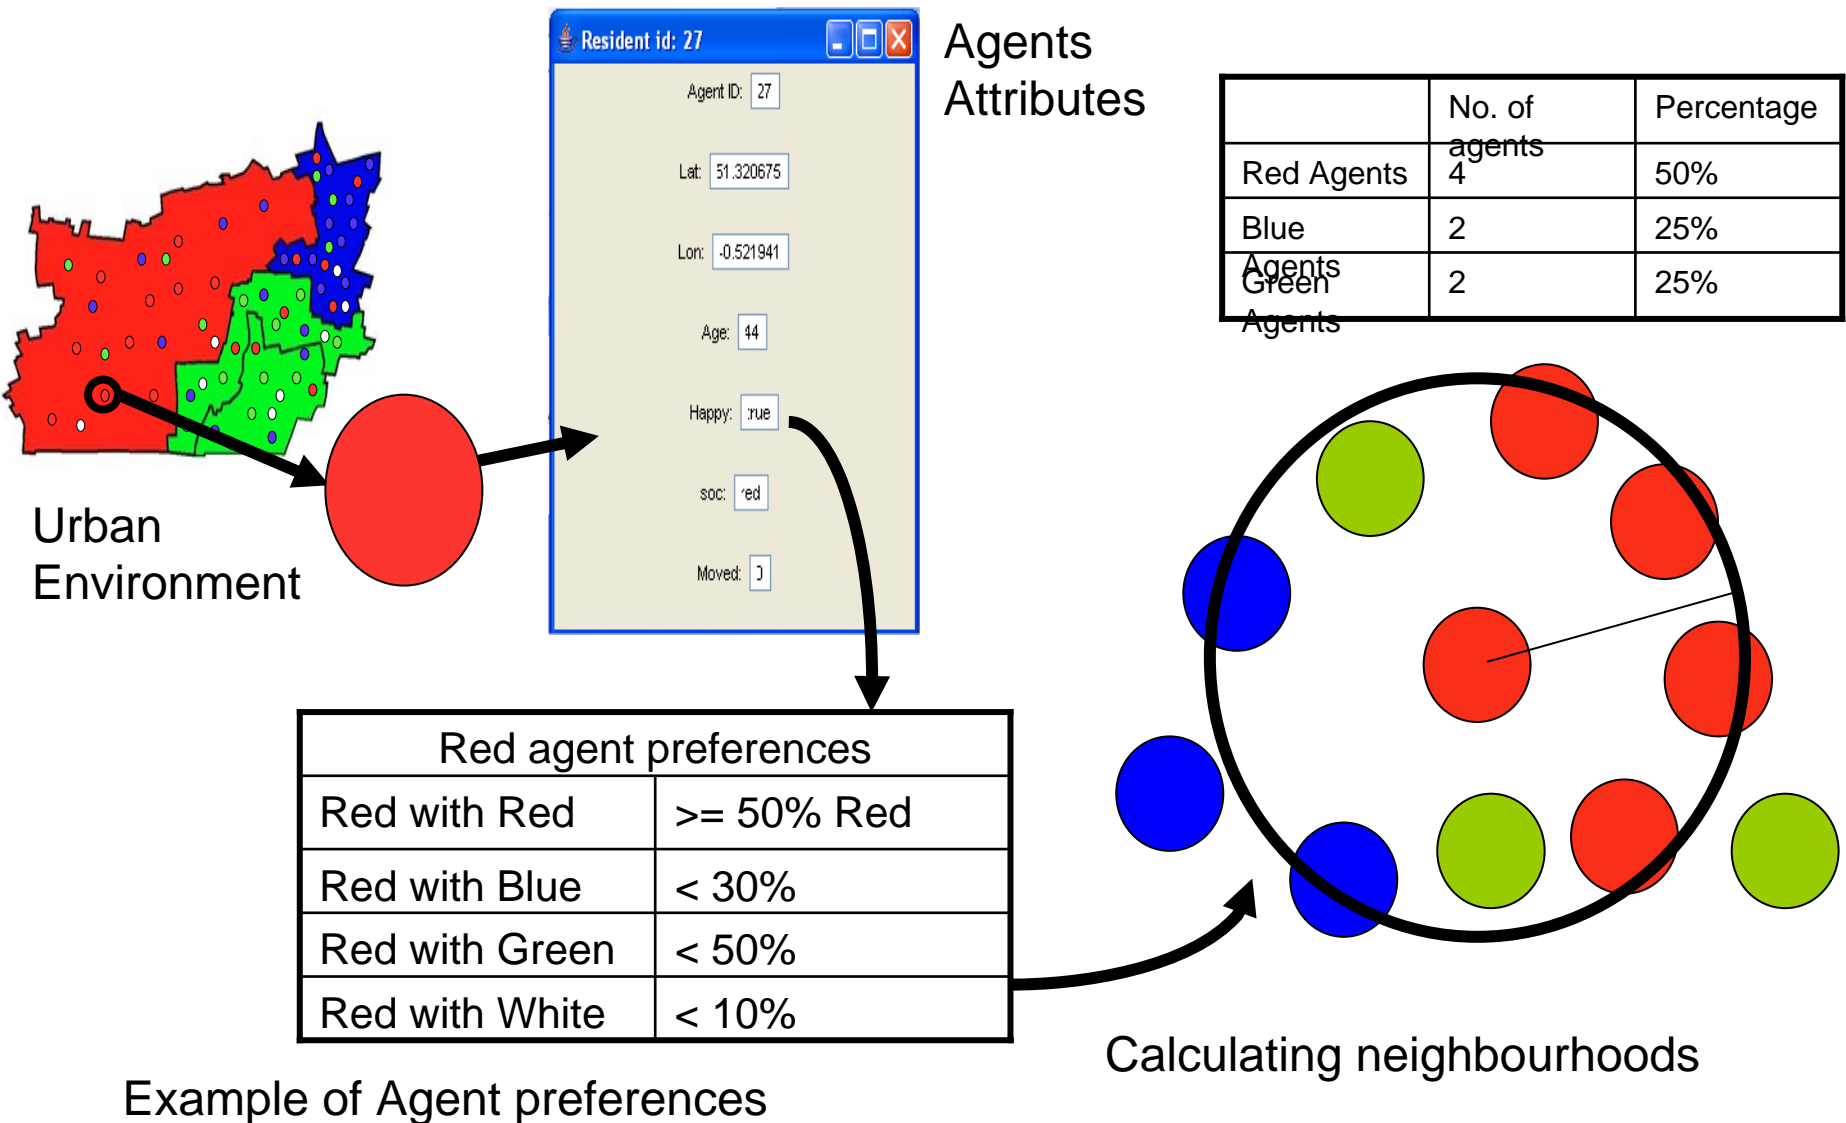 Resident id: 27
Agent ID: 27
Lat: 51.320675
Lon: -0.521941
Age: 44
Happy: true
soc: red
Moved: 0
Agents
Attributes
No. of agents Percentage
Red Agents 4 50%
Blue Agents 2 25%
Green Agents 2 25%
Urban
Environment
Red agent preferences
Red with Red >= 50% Red
Red with Blue < 30%
Red with Green < 50%
Red with White < 10%
Calculating neighbourhoods
Example of Agent preferences